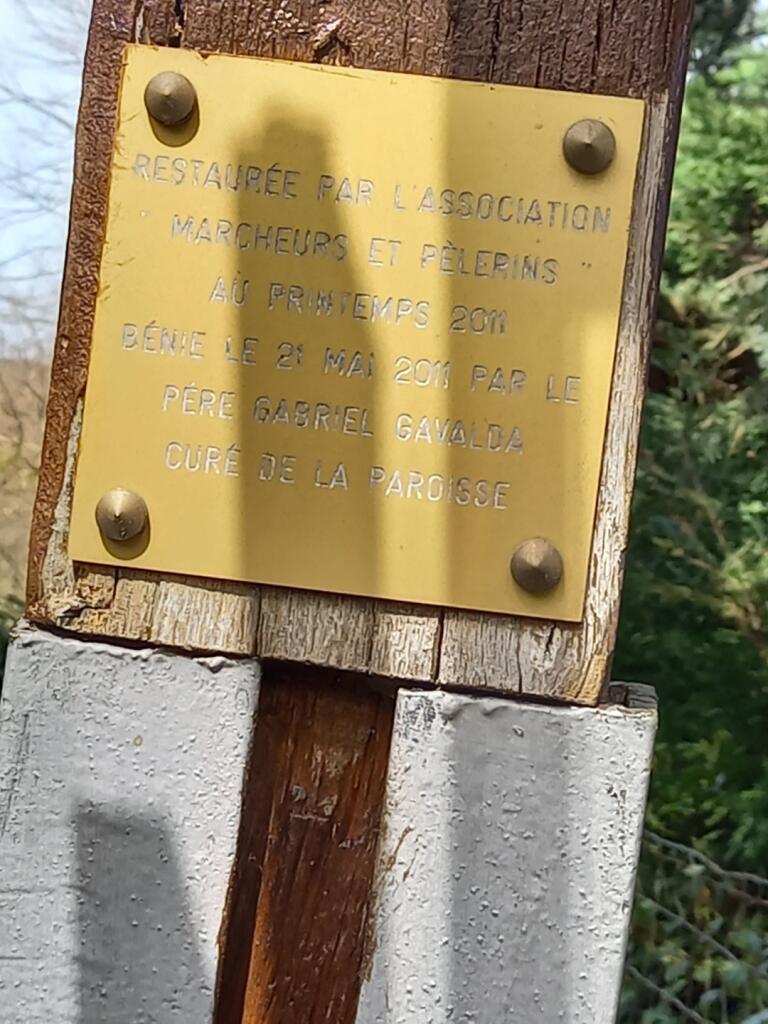 RESTAURÉE PAR L'ASSOCIATION
" MARCHEURS ET PÈLERINS "
AU PRINTEMPS 2011
BÉNIE LE 21 MAI 2011 PAR LE
PÉRE GABRIEL GAVALDA
CURÉ DE LA PAROISSE